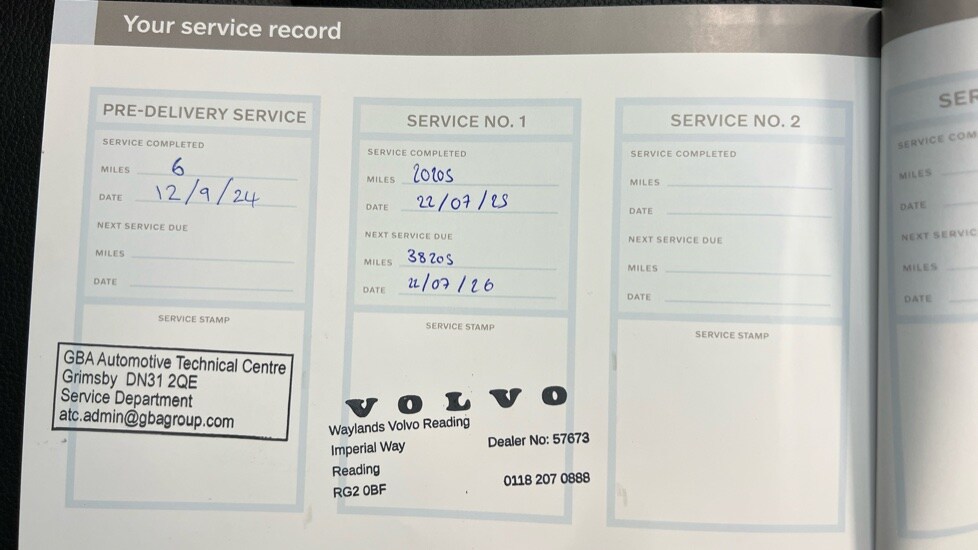 Your service record
PRE-DELIVERY SERVICE
SERVICE COMPLETED
MILES 6
DATE 12/9/24
NEXT SERVICE DUE
MILES
DATE
SERVICE STAMP
GBA Automotive Technical Centre
Grimsby DN31 2QE
Service Department
atc.admin@gbagroup.com
SERVICE NO. 1
SERVICE COMPLETED
MILES 20205
DATE 22/07/25
NEXT SERVICE DUE
MILES 38205
DATE 22/07/26
SERVICE STAMP
VOLVO
Waylands Volvo Reading
Imperial Way
Dealer No: 57673
Reading
RG2 0BF
0118 207 0888
SERVICE NO. 2
SERVICE COMPLETED
MILES
DATE
NEXT SERVICE DUE
MILES
DATE
SERVICE STAMP
SER
SERVICE COM
MILES
DATE
NEXT SERVIC
MILES
DATE